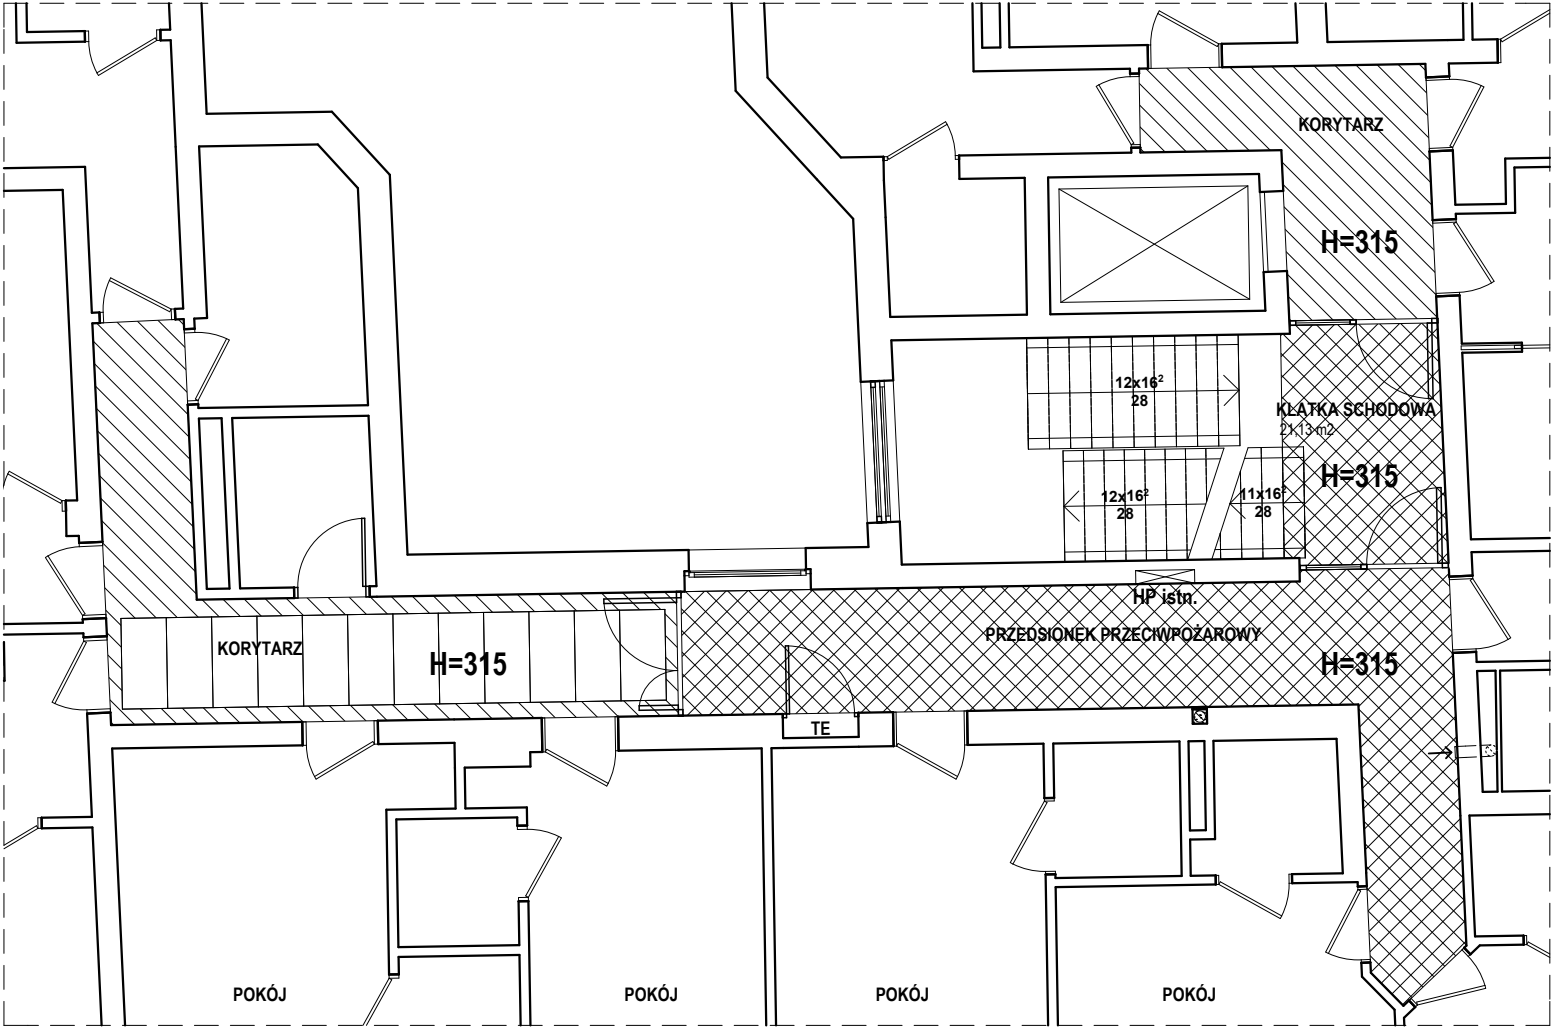 KORYTARZ
H=315
12x16²
28
KLATKA SCHODOWA
21,13 m2
H=315
12x16²
28
11x16²
28
HP istn.
PRZEDSIONEK PRZECIWPOŻAROWY
KORYTARZ
H=315
H=315
TE
POKÓJ
POKÓJ
POKÓJ
POKÓJ